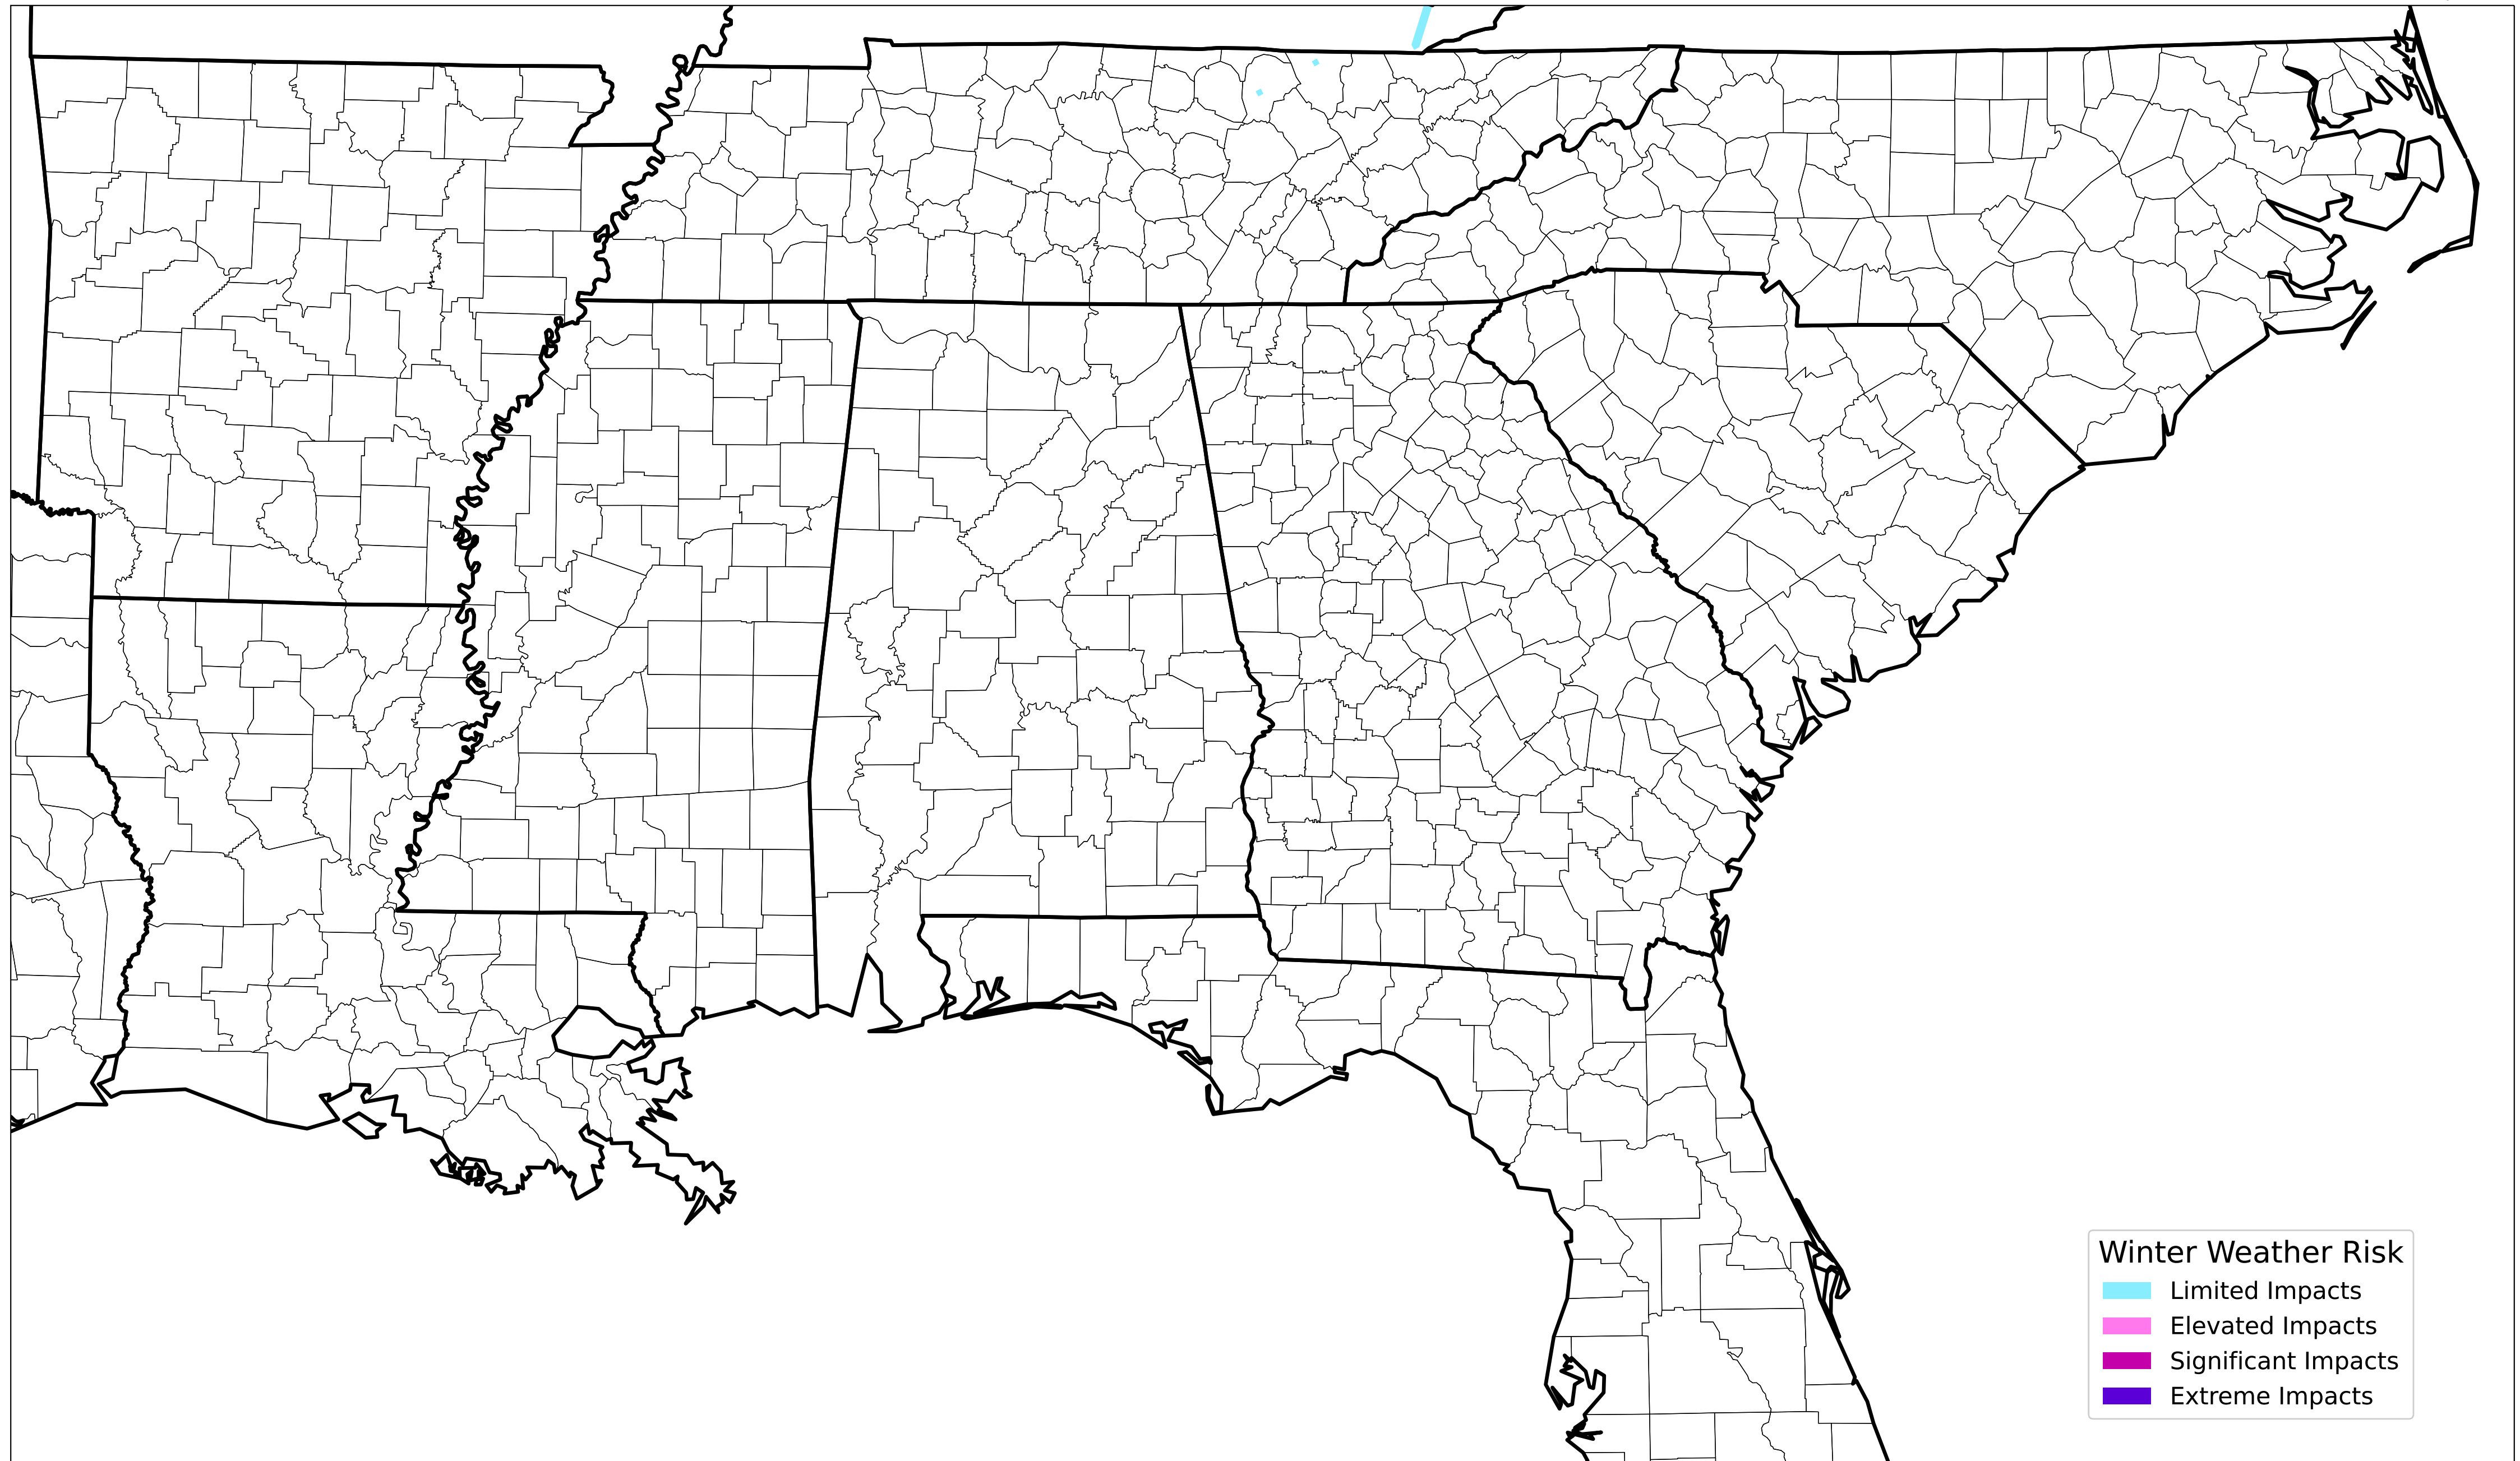 Winter Weather Risk
Limited Impacts
Elevated Impacts
Significant Impacts
Extreme Impacts